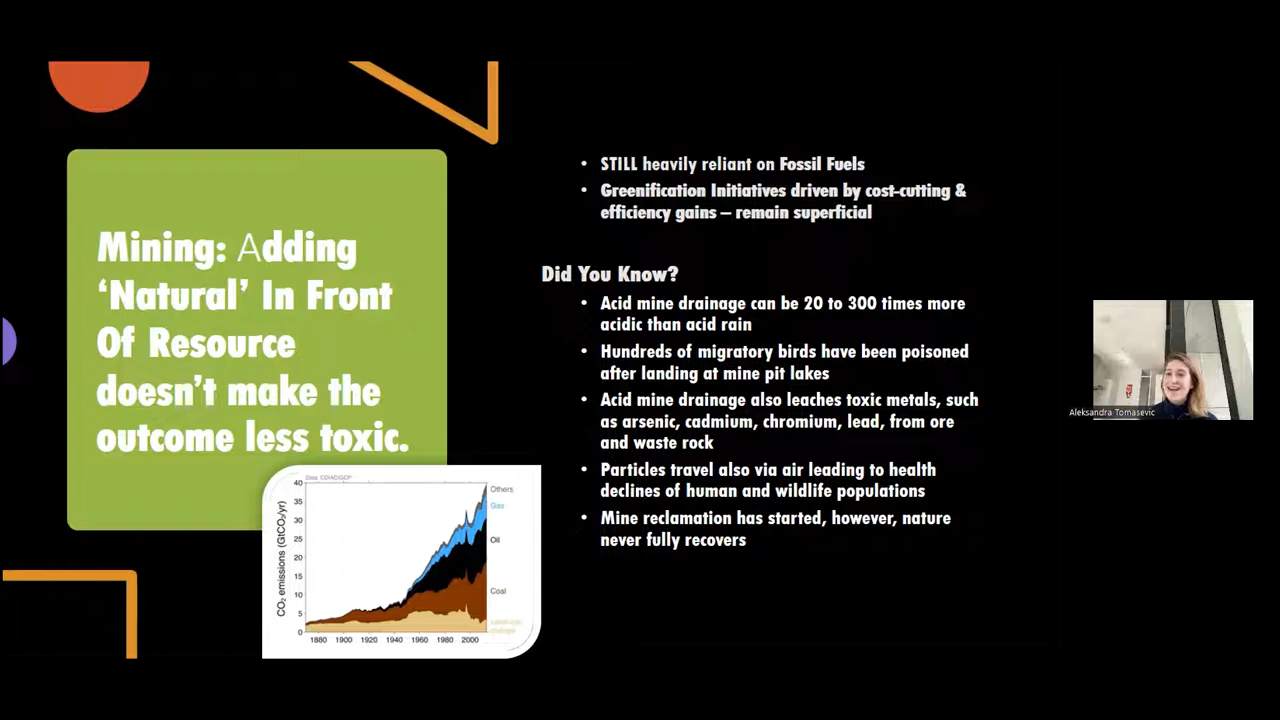 Mining: Adding
‘Natural’ In Front
Of Resource
doesn’t make the
outcome less toxic.
• STILL heavily reliant on Fossil Fuels
• Greenification Initiatives driven by cost-cutting &
efficiency gains – remain superficial
Did You Know?
• Acid mine drainage can be 20 to 300 times more
acidic than acid rain
• Hundreds of migratory birds have been poisoned
after landing at mine pit lakes
• Acid mine drainage also leaches toxic metals, such
as arsenic, cadmium, chromium, lead, from ore
and waste rock
• Particles travel also via air leading to health
declines of human and wildlife populations
• Mine reclamation has started, however, nature
never fully recovers
Data: CDIAC/GCP
CO₂ emissions (GtCO₂/yr)
40
35
30
25
20
15
10
5
0
1880 1900 1920 1940 1960 1980 2000
Others
Gas
Oil
Coal
change
Aleksandra Tomasevic